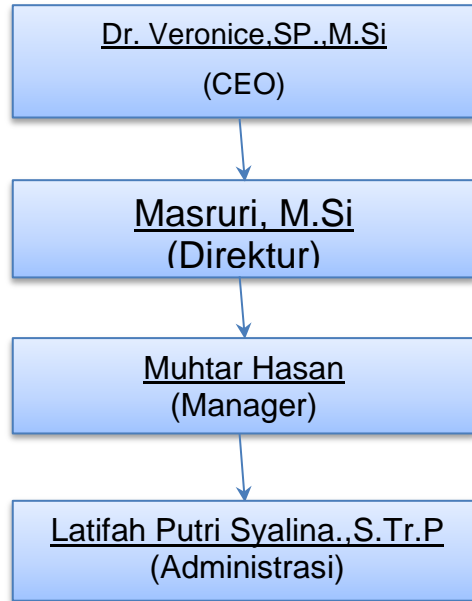 Dr. Veronice,SP.,M.Si
(CEO)
Masruri, M.Si
(Direktur)
Muhtar Hasan
(Manager)
Latifah Putri Syalina.,S.Tr.P
(Administrasi)